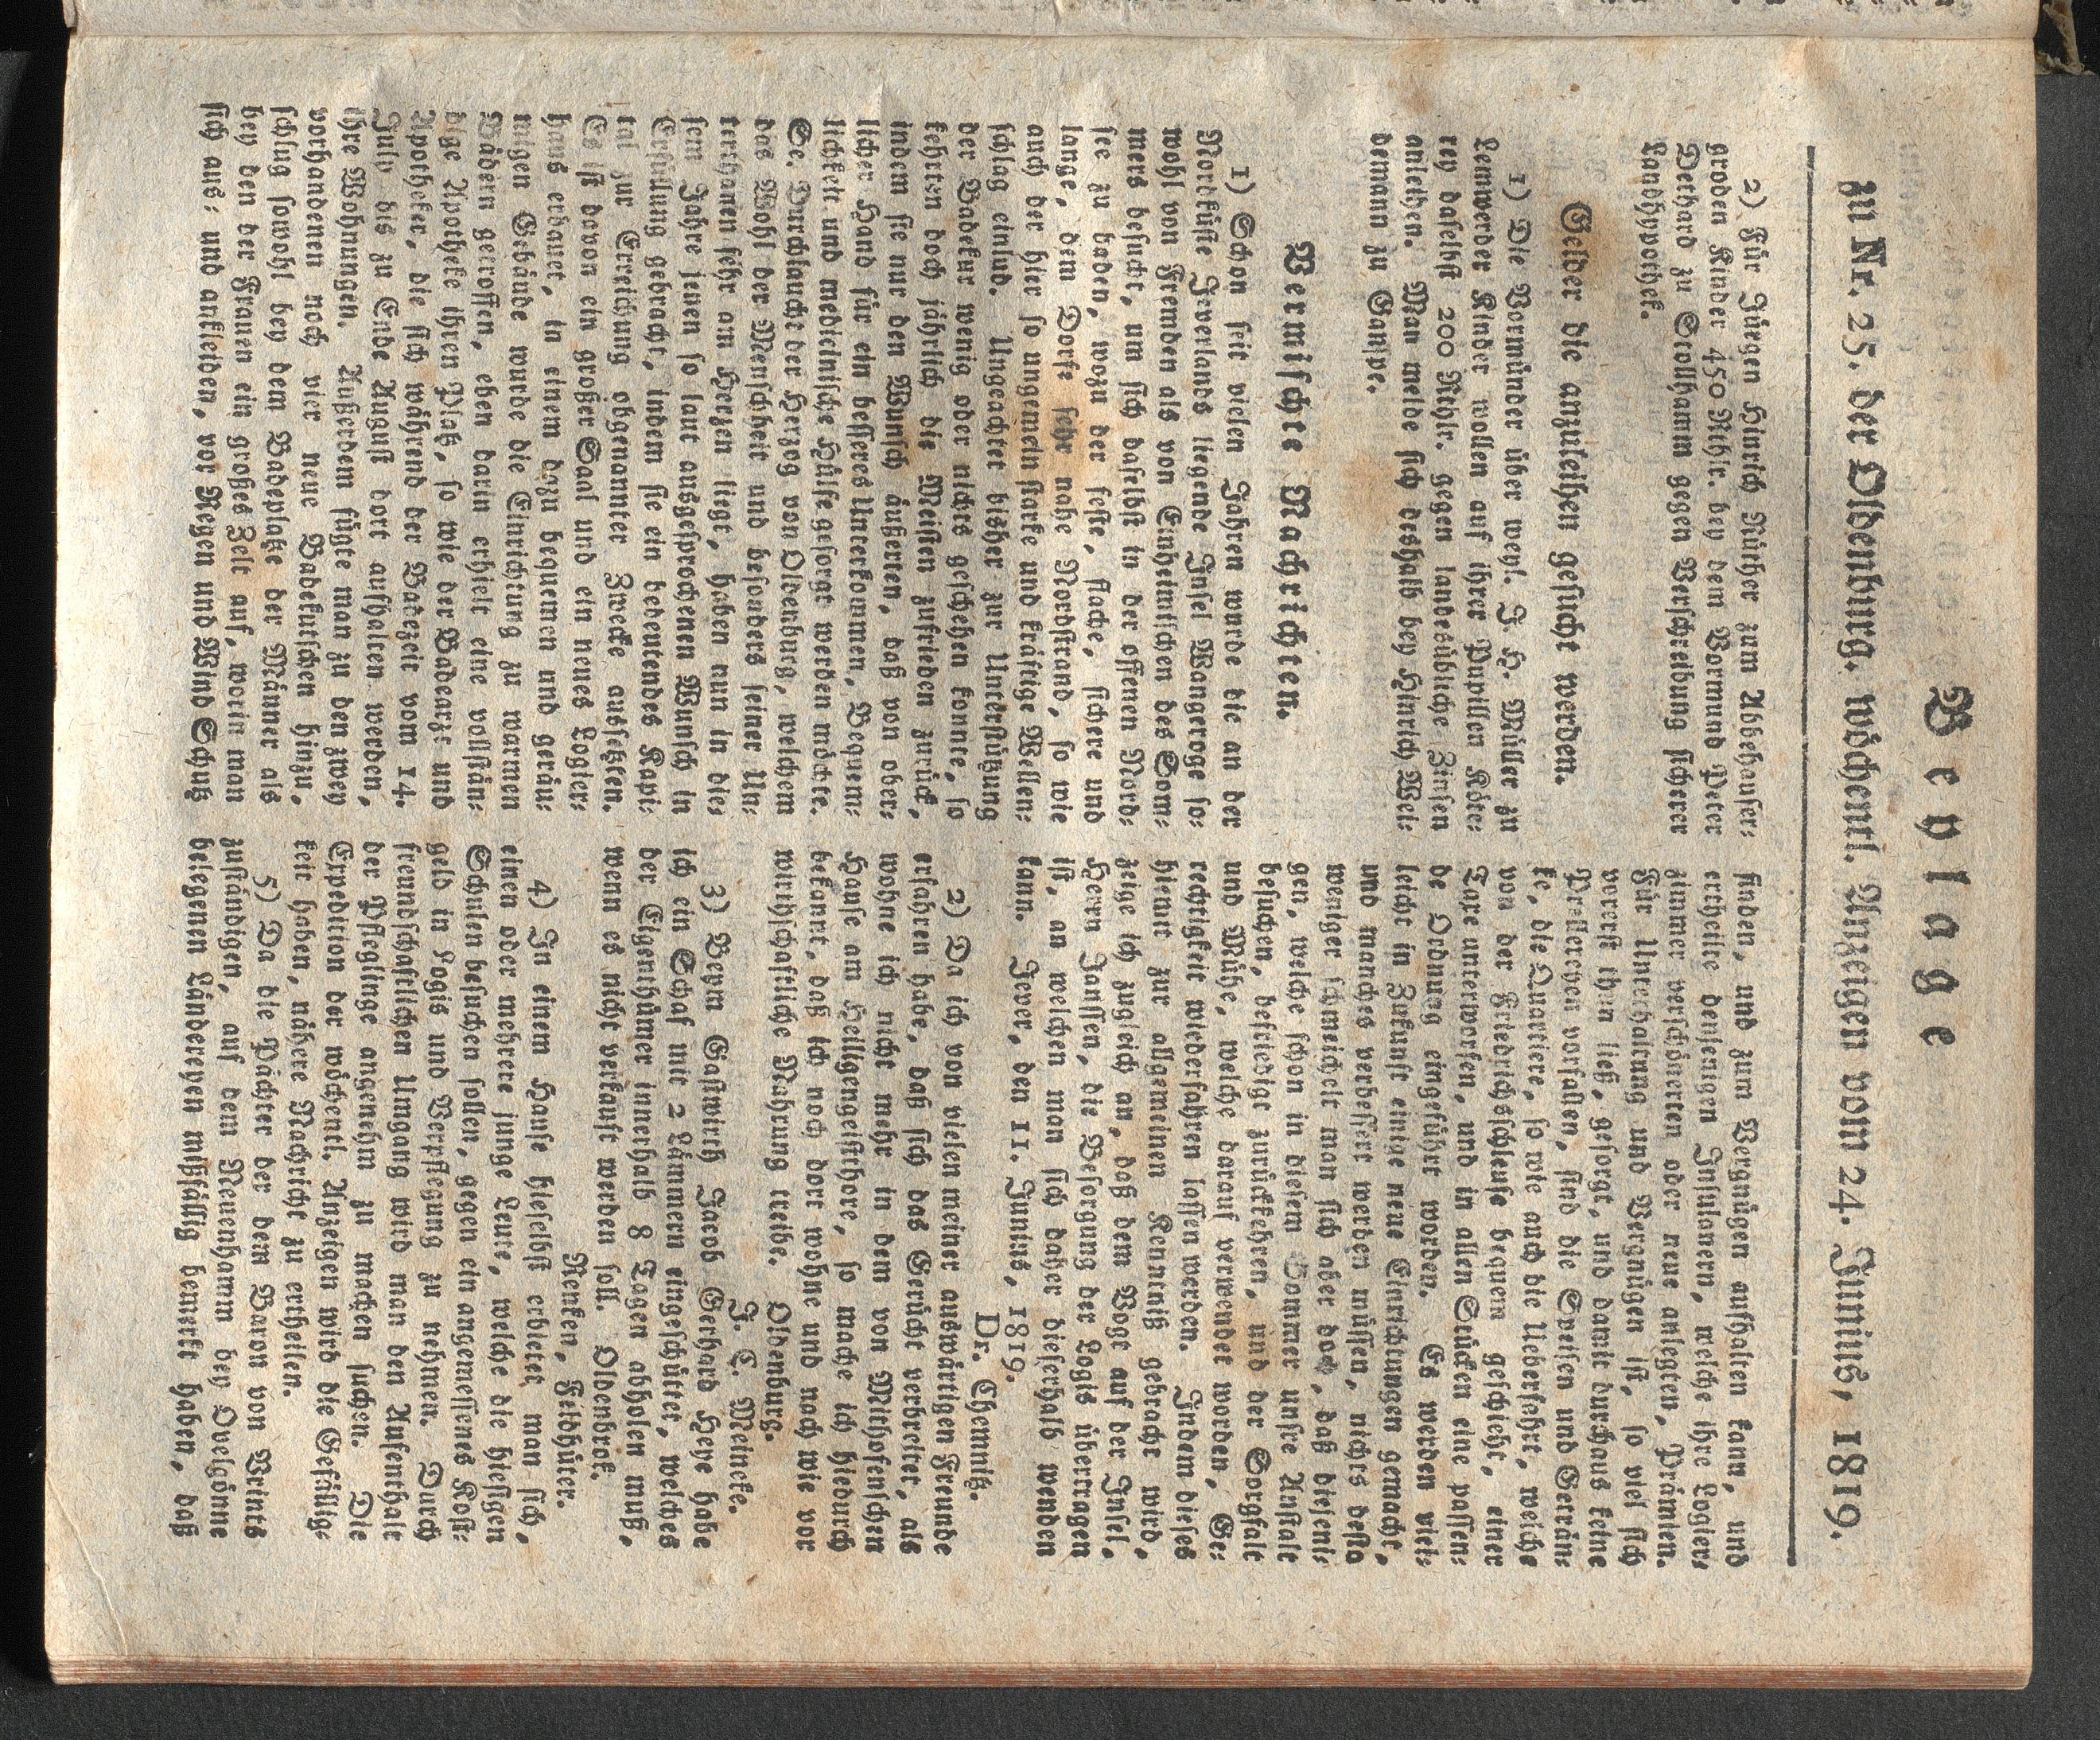 Beylage
zu Nr. 25. der Oldenburg. wöchentl. Anzeigen vom 24. Junius, 1819.
2) Für Jürgen Hinrich Rüther zum Abbehauser-
groden Kinder 450 Rthlr. bey dem Vormund Peter
Dethard zu Stollhamm gegen Verschreibung sicherer
Landhypothek.
Gelder die anzuleihen gesucht werden.
1) Die Vormünder über weyl. J. H. Müller zu
Lemwerder Kinder wollen auf ihrer Pupillen Köte-
rey daselbst 200 Rthlr. gegen landesübliche Zinsen
anleihen. Man melde sich deshalb bey Hinrich Wei-
demann zu Ganspe.
Vermischte Nachrichten.
1) Schon seit vielen Jahren wurde die an der
Nordküste Jeverlands liegende Insel Wangeroge so-
wohl von Fremden als von Einheimischen des Som-
mers besucht, um sich daselbst in der offenen Nord-
see zu baden, wozu der feste, flache, sichere und
lange, dem Dorfe sehr nahe Nordstrand, so wie
auch der hier so ungemein starke und kräftige Wellen-
schlag einlud. Ungeachtet bisher zur Unterstützung
der Badekur wenig oder nichts geschehen konnte, so
kehrten doch jährlich die Meisten zufrieden zurück,
indem sie nur den Wunsch äußerten, daß von ober-
licher Hand für ein besseres Unterkommen, Bequem-
lichkeit und medicinische Hülfe gesorgt werden möchte.
Se. Durchlaucht der Herzog von Oldenburg, welchem
das Wohl der Menschheit und besonders seiner Un-
terthanen sehr am Herzen liegt, haben nun in die-
sem Jahre jenen so laut ausgesprochenen Wunsch in
Erfüllung gebracht, indem sie ein bedeutendes Kapi-
tal zur Erreichung obgenannter Zwecke aussetzten.
Es ist davon ein großer Saal und ein neues Logier-
haus erbauet, in einem dazu bequemen und geräu-
migen Gebäude wurde die Einrichtung zu warmen
Bädern getroffen, eben darin erhielt eine vollstän-
dige Apotheke ihren Platz, so wie der Badearzt und
Apotheker, die sich während der Badezeit vom 14.
July bis zu Ende August dort aufhalten werden,
ihre Wohnungen. Außerdem fügte man zu den zwey
vorhandenen noch vier neue Badekutschen hinzu,
schlug sowohl bey dem Badeplatze der Männer als
bey den der Frauen ein großes Zelt auf, worin man
sich aus- und ankleiden, vor Regen und Wind Schutz
finden, und zum Vergnügen aufhalten kann, und
ertheilte denjenigen Insulanern, welche ihre Logier-
zimmer verschönerten oder neue anlegten, Prämien.
Für Unterhaltung und Vergnügen ist, so viel sich
vorerst thun ließ, gesorgt, und damit durchaus keine
Prellereyen vorfallen, sind die Speisen und Geträn-
ke, die Quartiere, so wie auch die Ueberfahrt, welche
von der Friedrichsschleuse bequem geschieht, einer
Taxe unterworfen, und in allen Stücken eine passen-
de Ordnung eingeführt worden. Es werden viel-
leicht in Zukunft einige neue Einrichtungen gemacht,
und manches verbessert werden müssen, nichts desto
weniger schmeichelt man sich aber doch, daß diejeni-
gen, welche schon in diesem Sommer unsre Anstalt
besuchen, befriedigt zurückkehren, und der Sorgfalt
und Mühe, welche darauf verwendet worden, Ge-
rechtigkeit wiederfahren lassen werden. Indem dieses
hiemit zur allgemeinen Kenntniß gebracht wird,
zeige ich zugleich an, daß dem Vogt auf der Insel,
Herrn Janssen, die Besorgung der Logis übertragen
ist, an welchen man sich daher dieserhalb wenden
kann. Jever, den 11. Junius, 1819.
Dr. Chemnitz.
2) Da ich von vielen meiner auswärtigen Freunde
erfahren habe, daß sich das Gerücht verbreitet, als
wohne ich nicht mehr in dem von Mithofenschen
Hause am Heiligengeistthore, so mache ich hiedurch
bekannt, daß ich noch dort wohne und noch wie vor
wirthschaftliche Nahrung treibe. Oldenburg.
J. C. Meineke.
3) Beym Gastwirth Jacob Gerhard Heye habe
ich ein Schaf mit 2 Lämmern eingeschüttet, welches
der Eigenthümer innerhalb 8 Tagen abholen muß,
wenn es nicht verkauft werden soll. Oldenbrok.
Renken, Feldhüter.
4) In einem Hause hieselbst erbietet man sich,
einen oder mehrere junge Leute, welche die hiesigen
Schulen besuchen sollen, gegen ein angemessenes Kost-
geld in Logis und Verpflegung zu nehmen. Durch
freundschaftlichen Umgang wird man den Aufenthalt
der Pfleglinge angenehm zu machen suchen. Die
Expedition der wöchentl. Anzeigen wird die Gefällig-
keit haben, nähere Nachricht zu ertheilen.
5) Da die Pächter der dem Baron von Brints
zuständigen, auf dem Neuenhamm bey Ovelgönne
belegenen Ländereyen mißfällig bemerkt haben, daß